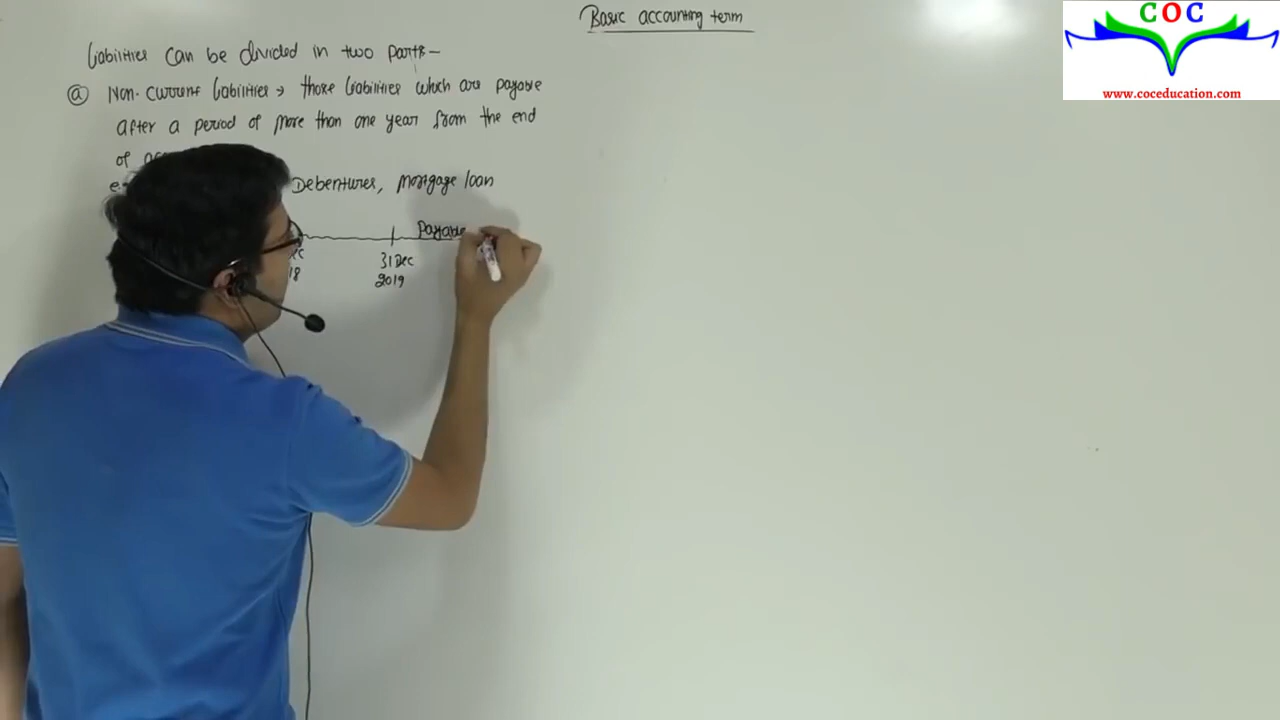 Basic accounting term
COC
www.coceducation.com
Liabilities can be divided in two parts-
ⓐ Non-current liabilities → those liabilities which are payable
after a period of more than one year from the end
of
Debentures, Mortgage loan
Payable
31 Dec
2019